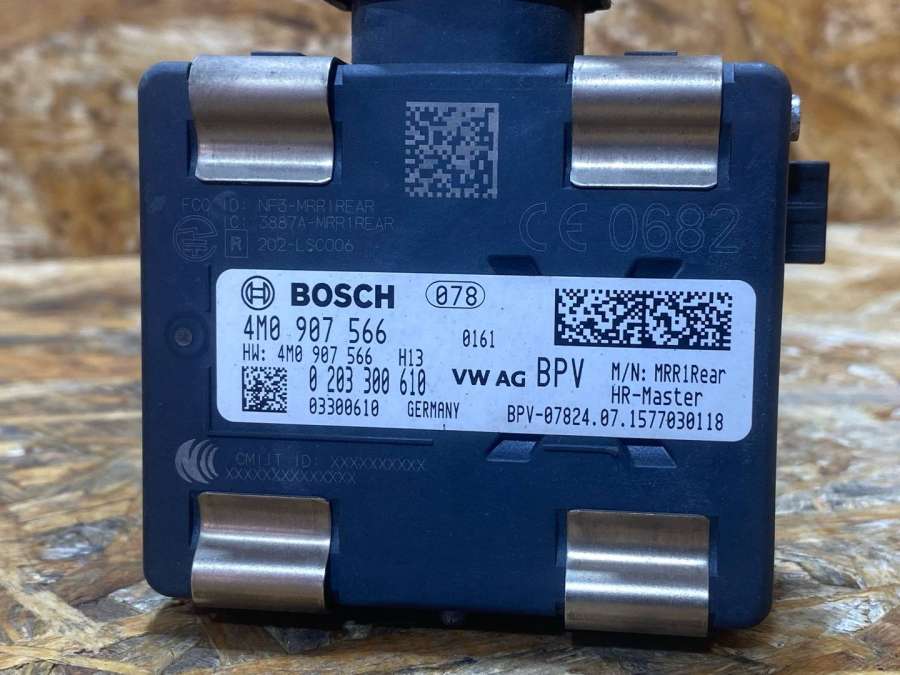 FCC ID: NF3-MRR1REAR
IC: 3887A-MRR1REAR
R 202-LSC006
CE 0682
BOSCH 078
4M0 907 566 0161
HW: 4M0 907 566 H13
0 203 300 610 VW AG BPV M/N: MRR1Rear
HR-Master
03300610 GERMANY BPV-07824.07.1577030118
CMIIT ID: XXXXXXXXXX
XXXXXXXXXXXXX